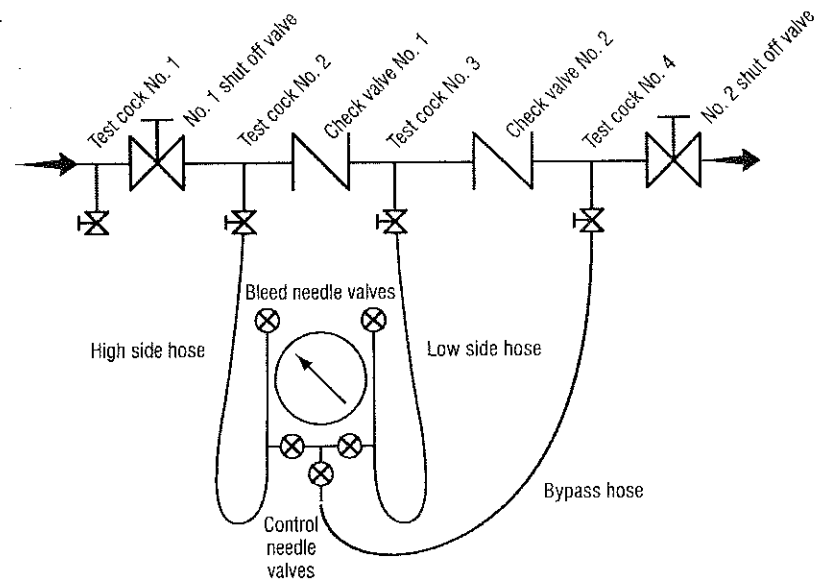 Test cock No. 1
No. 1 shut off valve
Test cock No. 2
Check valve No. 1
Test cock No. 3
Check valve No. 2
Test cock No. 4
No. 2 shut off valve
Bleed needle valves
High side hose
Low side hose
Bypass hose
Control
needle
valves